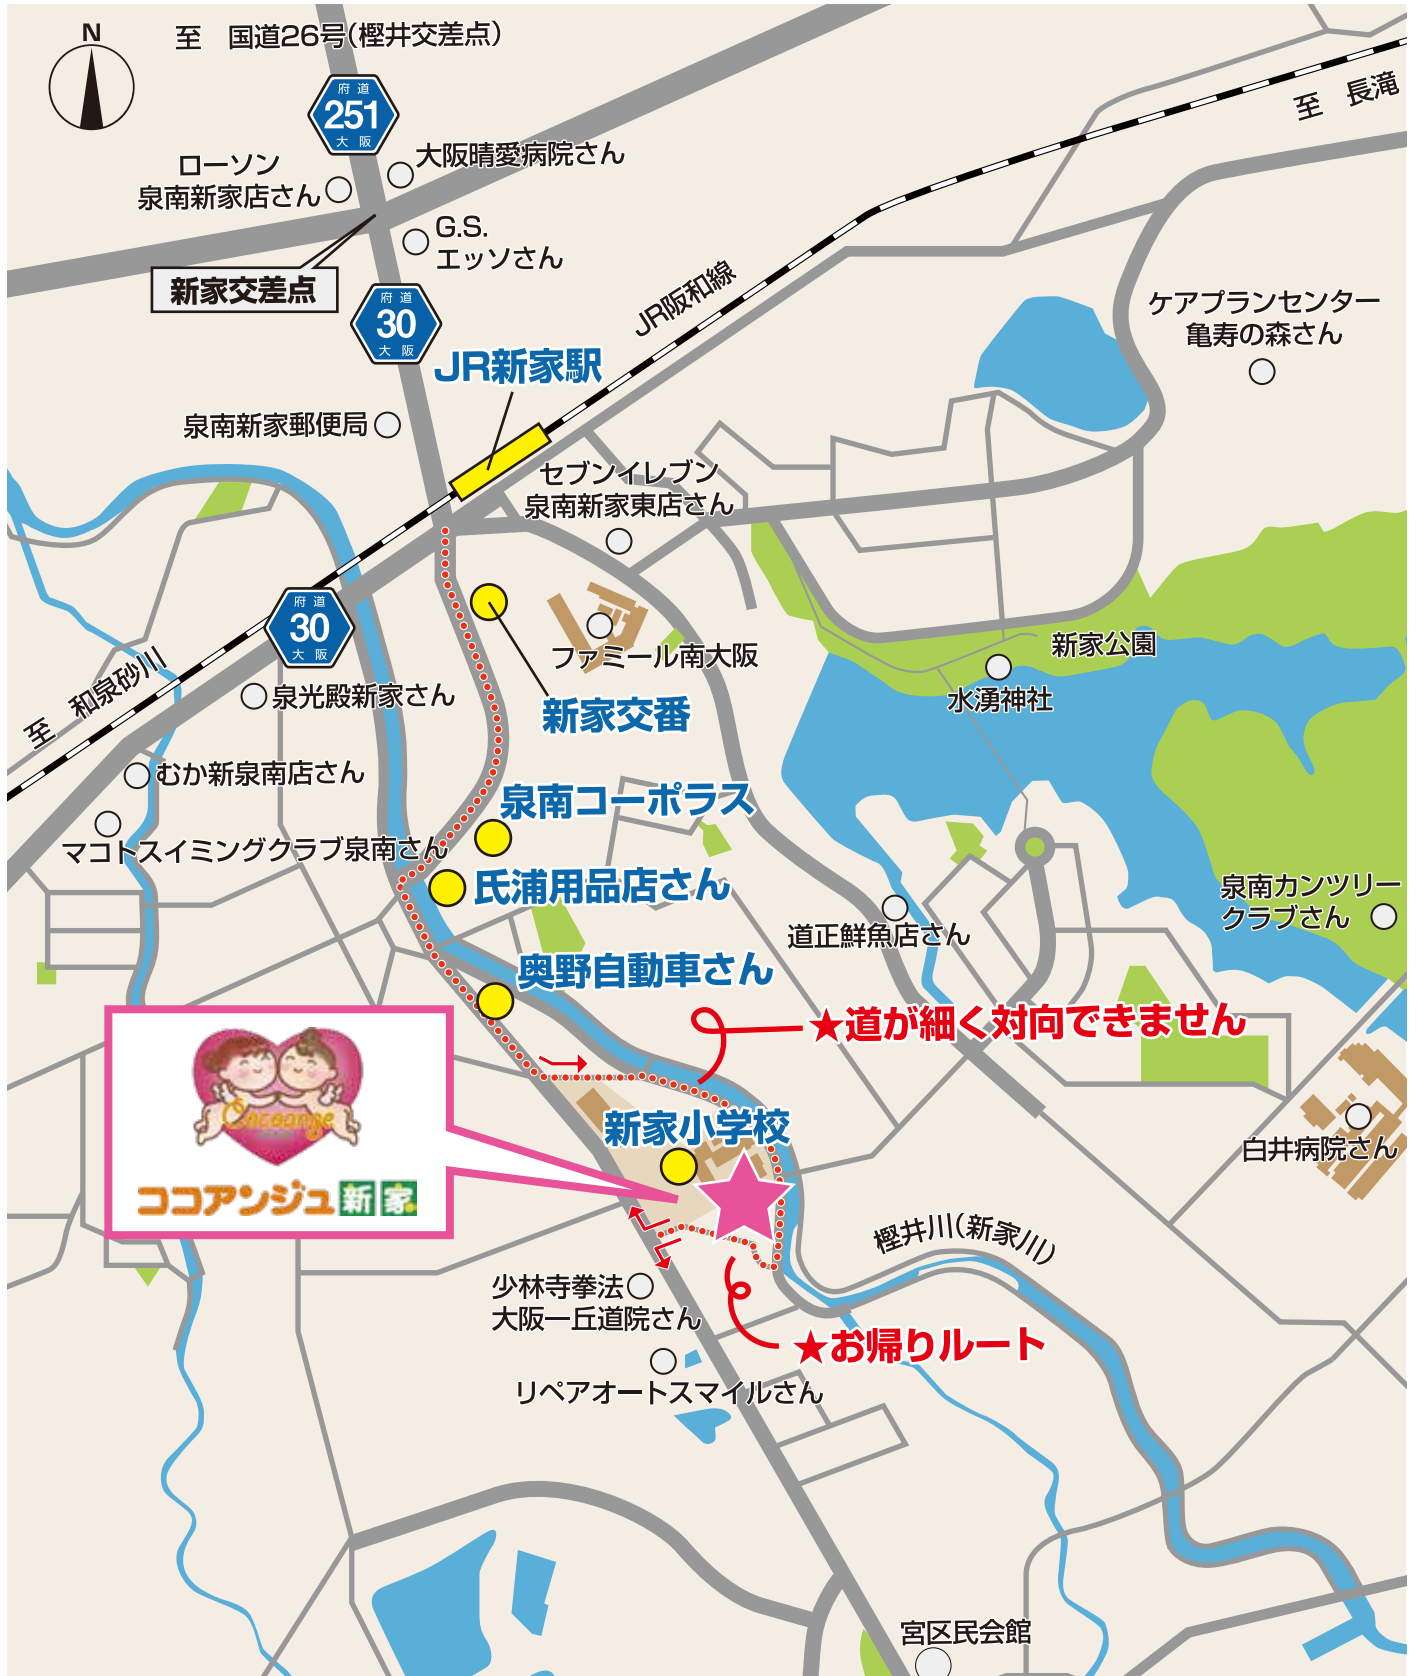 N
至 国道26号(樫井交差点)
府道
251
大阪
至 長滝
大阪晴愛病院さん
ローソン
泉南新家店さん
G.S.
エッソさん
新家交差点
府道
30
大阪
JR阪和線
ケアプランセンター
亀寿の森さん
JR新家駅
泉南新家郵便局
セブンイレブン
泉南新家東店さん
府道
30
大阪
ファミール南大阪
新家公園
水湧神社
至 和泉砂川
泉光殿新家さん
新家交番
むか新泉南店さん
泉南コーポラス
マコトスイミングクラブ泉南さん
氏浦用品店さん
泉南カンツリー
クラブさん
道正鮮魚店さん
奥野自動車さん
★道が細く対向できません
Cocoange
ココアンジュ新家
新家小学校
白井病院さん
樫井川(新家川)
少林寺拳法
大阪一丘道院さん
★お帰りルート
リペアオートスマイルさん
宮区民会館